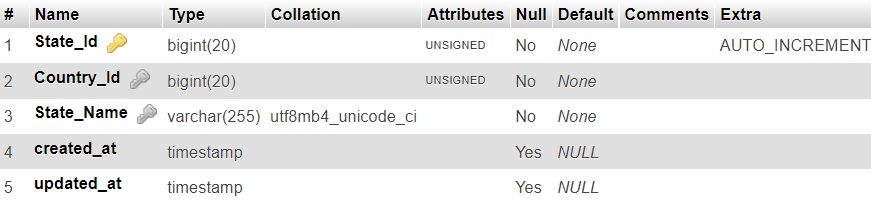 # Name Type Collation Attributes Null Default Comments Extra
1 State_Id bigint(20) UNSIGNED No None AUTO_INCREMENT
2 Country_Id bigint(20) UNSIGNED No None
3 State_Name varchar(255) utf8mb4_unicode_ci No None
4 created_at timestamp Yes NULL
5 updated_at timestamp Yes NULL